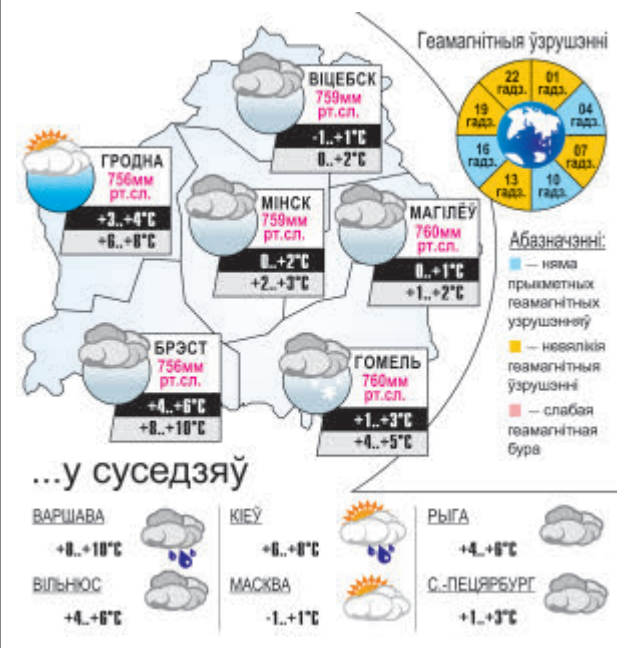 Геамагнітныя ўзрушэнні
22 гадз.
01 гадз.
04 гадз.
07 гадз.
10 гадз.
13 гадз.
16 гадз.
19 гадз.
ВІЦЕБСК
759мм
рт.сл.
-1..+1°C
0..+2°C
ГРОДНА
756мм
рт.сл.
+3..+4°C
+6..+8°C
МІНСК
759мм
рт.сл.
0..+2°C
+2..+3°C
МАГІЛЁЎ
760мм
рт.сл.
0..+1°C
+1..+2°C
БРЭСТ
756мм
рт.сл.
+4..+6°C
+8..+10°C
ГОМЕЛЬ
760мм
рт.сл.
+1..+3°C
+4..+5°C
Абазначэнні:
— няма
прыкметных
геамагнітных
узрушэнняў
— невялікія
геамагнітныя
ўзрушэнні
— слабая
геамагнітная
бура
...у суседзяў
ВАРШАВА
+8..+10°C
КІЕЎ
+6..+8°C
РЫГА
+4..+6°C
ВІЛЬНЮС
+4..+6°C
МАСКВА
-1..+1°C
С.-ПЕЦЯРБУРГ
+1..+3°C